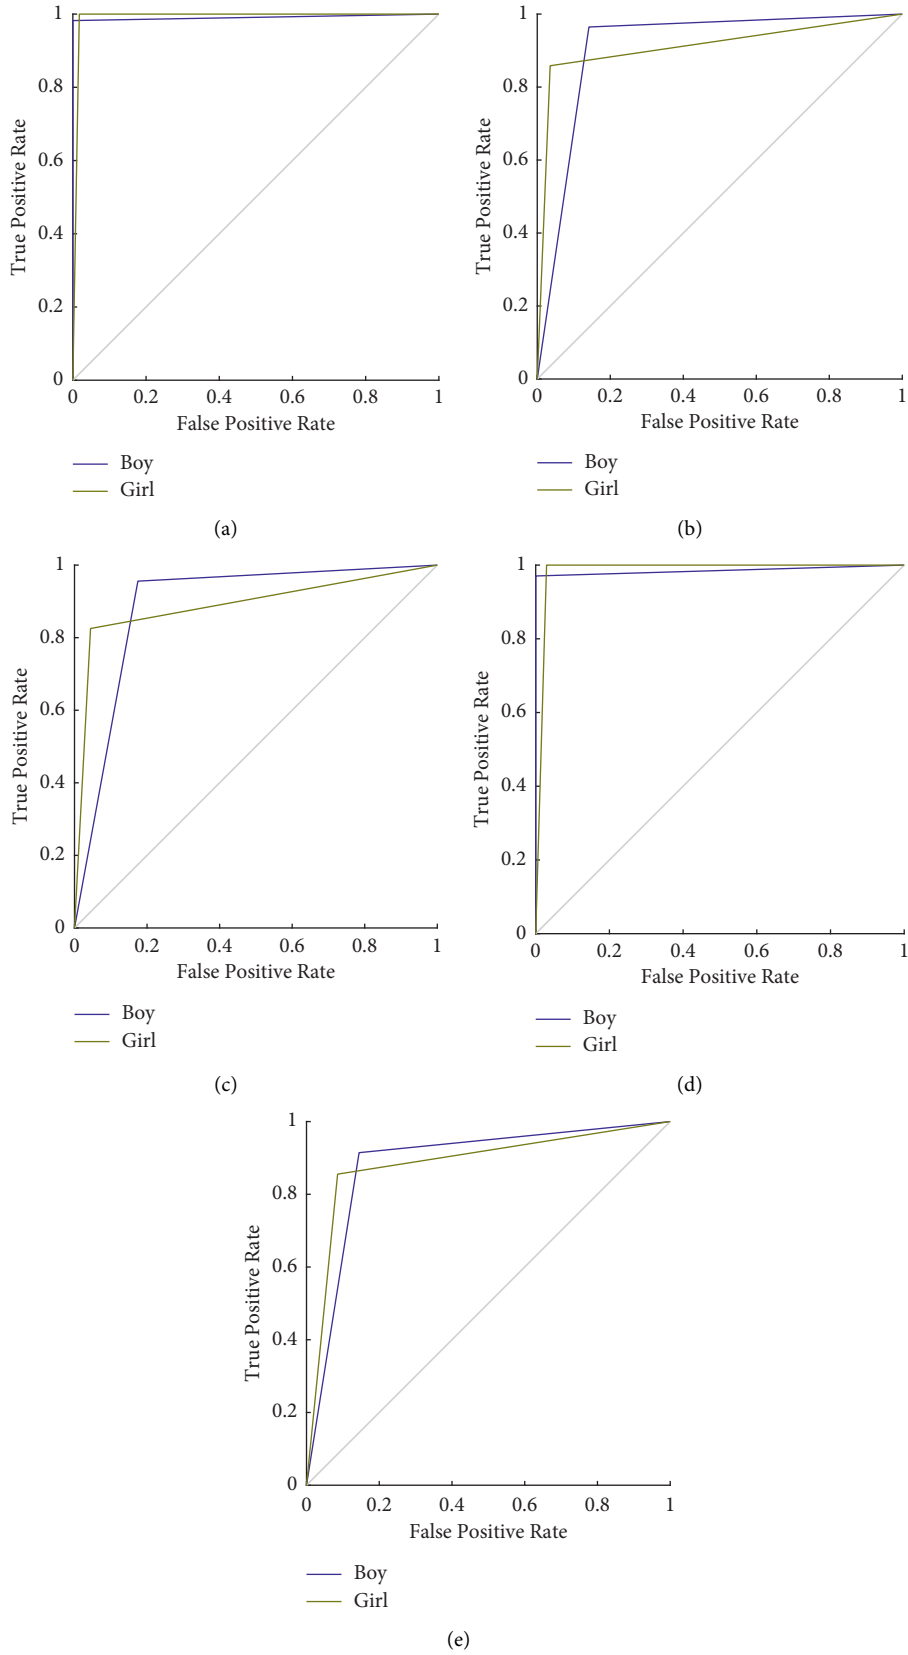 1
0.8
0.6
0.4
0.2
0
True Positive Rate
0 0.2 0.4 0.6 0.8 1
False Positive Rate
Boy
Girl
(a)
1
0.8
0.6
0.4
0.2
0
True Positive Rate
0 0.2 0.4 0.6 0.8 1
False Positive Rate
Boy
Girl
(b)
1
0.8
0.6
0.4
0.2
0
True Positive Rate
0 0.2 0.4 0.6 0.8 1
False Positive Rate
Boy
Girl
(c)
1
0.8
0.6
0.4
0.2
0
True Positive Rate
0 0.2 0.4 0.6 0.8 1
False Positive Rate
Boy
Girl
(d)
1
0.8
0.6
0.4
0.2
0
True Positive Rate
0 0.2 0.4 0.6 0.8 1
False Positive Rate
Boy
Girl
(e)